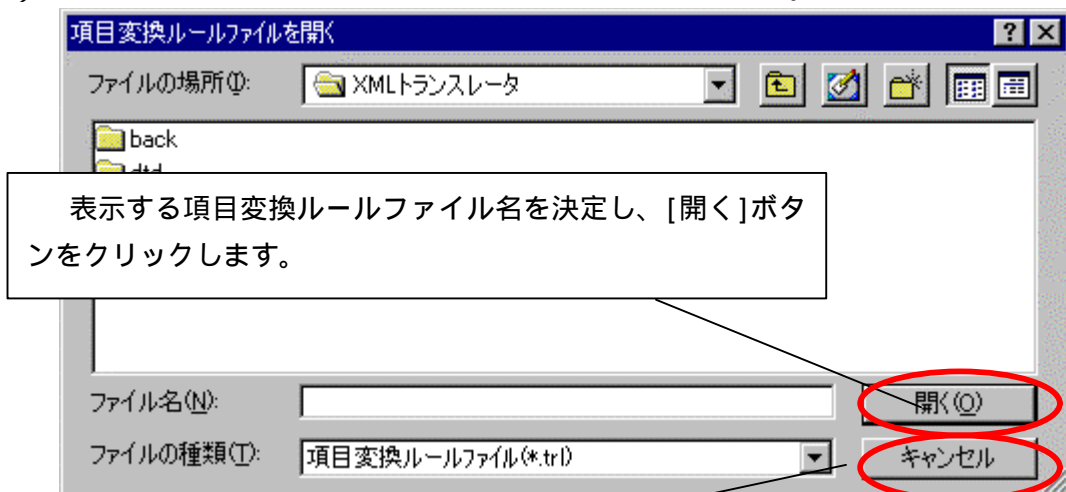 項目変換ルールファイルを開く
ファイルの場所(I):
XMLトランスレータ
back
表示する項目変換ルールファイル名を決定し、[開く]ボタ
ンをクリックします。
ファイル名(N):
開く(O)
ファイルの種類(T):
項目変換ルールファイル(*.trl)
キャンセル